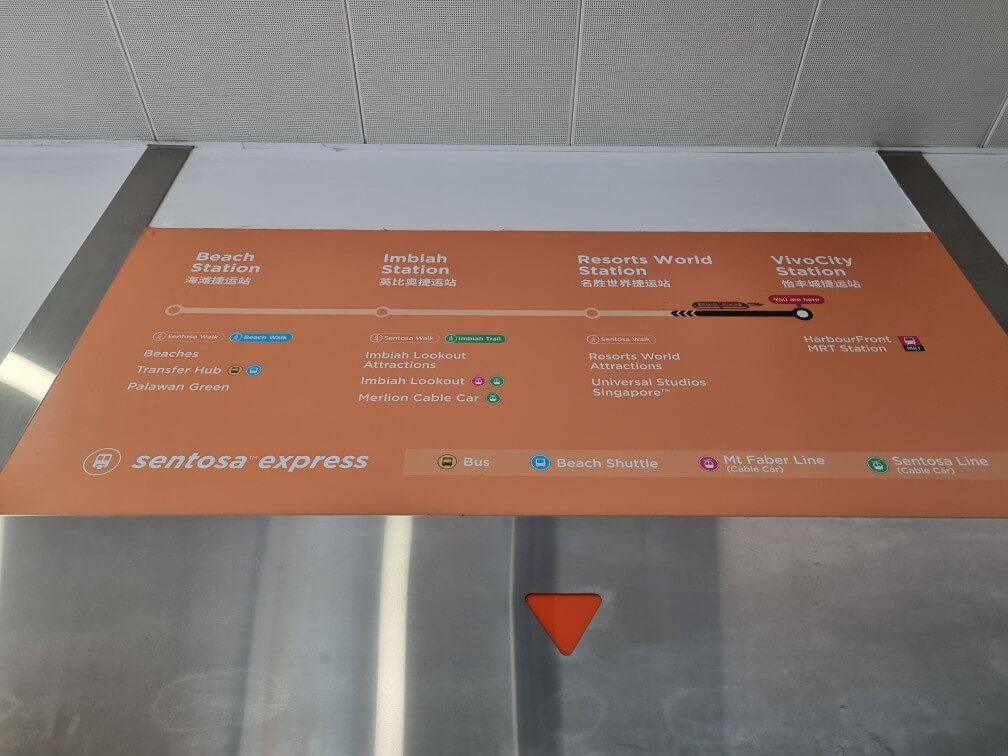 Beach
Station
海滩捷运站
Imbiah
Station
英比奥捷运站
Resorts World
Station
名胜世界捷运站
VivoCity
Station
怡丰城捷运站
You are here
Sentosa Walk
Beach Walk
Beaches
Transfer Hub
Palawan Green
Sentosa Walk
Imbiah Trail
Imbiah Lookout
Attractions
Imbiah Lookout
Merlion Cable Car
Sentosa Walk
Resorts World
Attractions
Universal Studios
Singapore™
HarbourFront
MRT Station
MRT
sentosa™ express
Bus
Beach Shuttle
Mt Faber Line
(Cable Car)
Sentosa Line
(Cable Car)